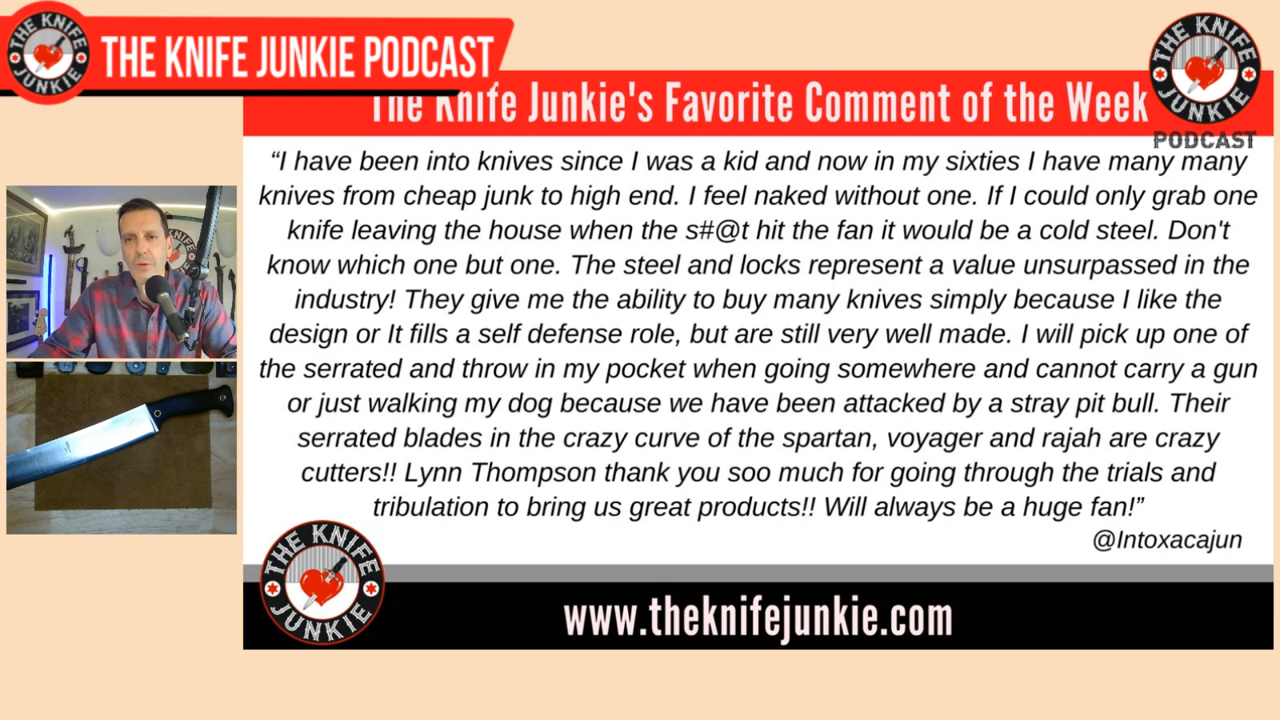 THE KNIFE JUNKIE
THE KNIFE JUNKIE PODCAST
THE KNIFE JUNKIE
PODCAST
The Knife Junkie's Favorite Comment of the Week
“I have been into knives since I was a kid and now in my sixties I have many many
knives from cheap junk to high end. I feel naked without one. If I could only grab one
knife leaving the house when the s#@t hit the fan it would be a cold steel. Don't
know which one but one. The steel and locks represent a value unsurpassed in the
industry! They give me the ability to buy many knives simply because I like the
design or It fills a self defense role, but are still very well made. I will pick up one of
the serrated and throw in my pocket when going somewhere and cannot carry a gun
or just walking my dog because we have been attacked by a stray pit bull. Their
serrated blades in the crazy curve of the spartan, voyager and rajah are crazy
cutters!! Lynn Thompson thank you soo much for going through the trials and
tribulation to bring us great products!! Will always be a huge fan!”
@Intoxacajun
THE KNIFE JUNKIE
www.theknifejunkie.com